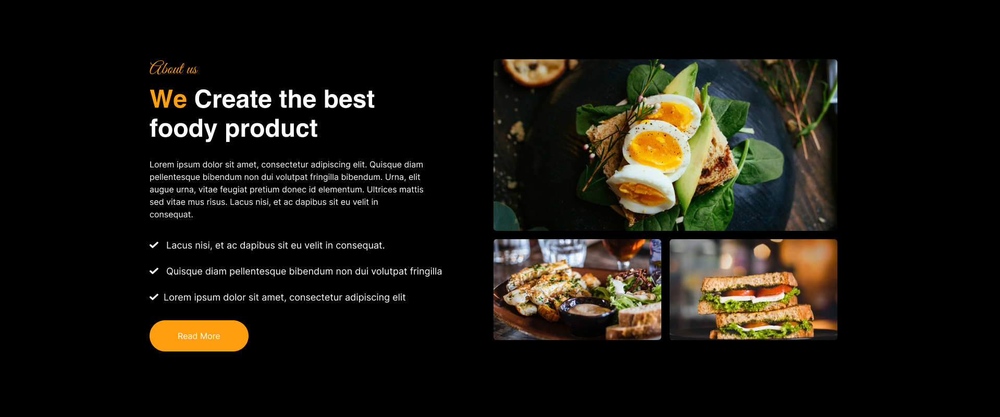 About us
We Create the best
foody product
Lorem ipsum dolor sit amet, consectetur adipiscing elit. Quisque diam
pellentesque bibendum non dui volutpat fringilla bibendum. Urna, elit
augue urna, vitae feugiat pretium donec id elementum. Ultrices mattis
sed vitae mus risus. Lacus nisi, et ac dapibus sit eu velit in
consequat.
Lacus nisi, et ac dapibus sit eu velit in consequat.
Quisque diam pellentesque bibendum non dui volutpat fringilla
Lorem ipsum dolor sit amet, consectetur adipiscing elit
Read More